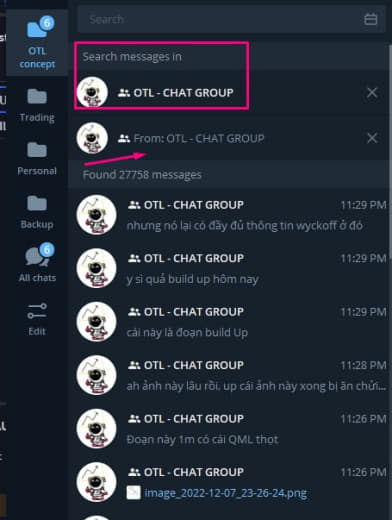 6
OTL
concept
Trading
Personal
Backup
6
All chats
Edit
Search
Search messages in
OTL - CHAT GROUP
From: OTL - CHAT GROUP
Found 27758 messages
OTL - CHAT GROUP 11:29 PM
nhưng nó lại có đầy đủ thông tin wyckoff ở đó
OTL - CHAT GROUP 11:29 PM
y sì quả build up hôm nay
OTL - CHAT GROUP 11:29 PM
cái này là đoạn build Up
OTL - CHAT GROUP 11:28 PM
ah ảnh này lâu rồi, up cái ảnh này xong bị ăn chửi...
OTL - CHAT GROUP 11:26 PM
Đoạn này 1m có cái QML thọt
OTL - CHAT GROUP 11:26 PM
image_2022-12-07_23-26-24.png